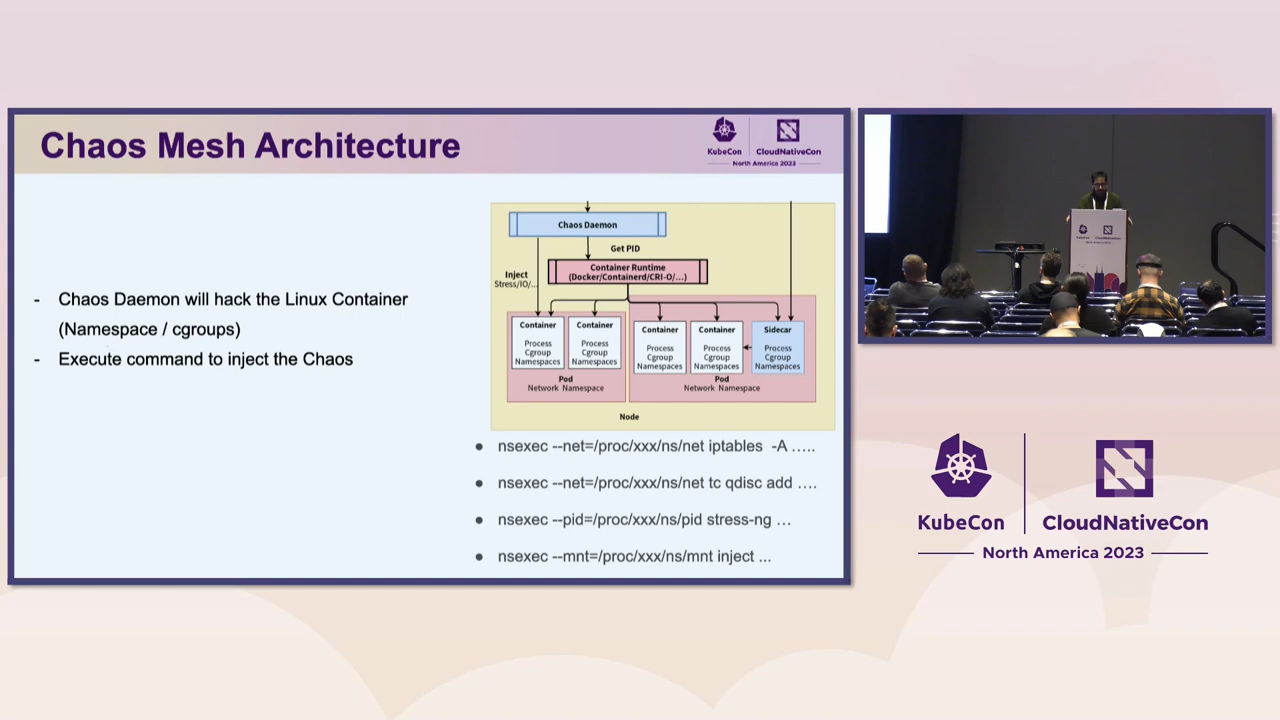 Chaos Mesh Architecture
KubeCon
CloudNativeCon
North America 2023
- Chaos Daemon will hack the Linux Container
(Namespace / cgroups)
- Execute command to inject the Chaos
Chaos Daemon
Get PID
Inject
Stress/IO/...
Container Runtime
(Docker/Containerd/CRI-O/...)
Container
Process
Cgroup
Namespaces
Container
Process
Cgroup
Namespaces
Pod
Network Namespace
Container
Process
Cgroup
Namespaces
Container
Process
Cgroup
Namespaces
Sidecar
Process
Cgroup
Namespaces
Pod
Network Namespace
Node
● nsexec --net=/proc/xxx/ns/net iptables -A …..
● nsexec --net=/proc/xxx/ns/net tc qdisc add ….
● nsexec --pid=/proc/xxx/ns/pid stress-ng …
● nsexec --mnt=/proc/xxx/ns/mnt inject ...
KubeCon
CloudNativeCon
KubeCon
CloudNativeCon
North America 2023